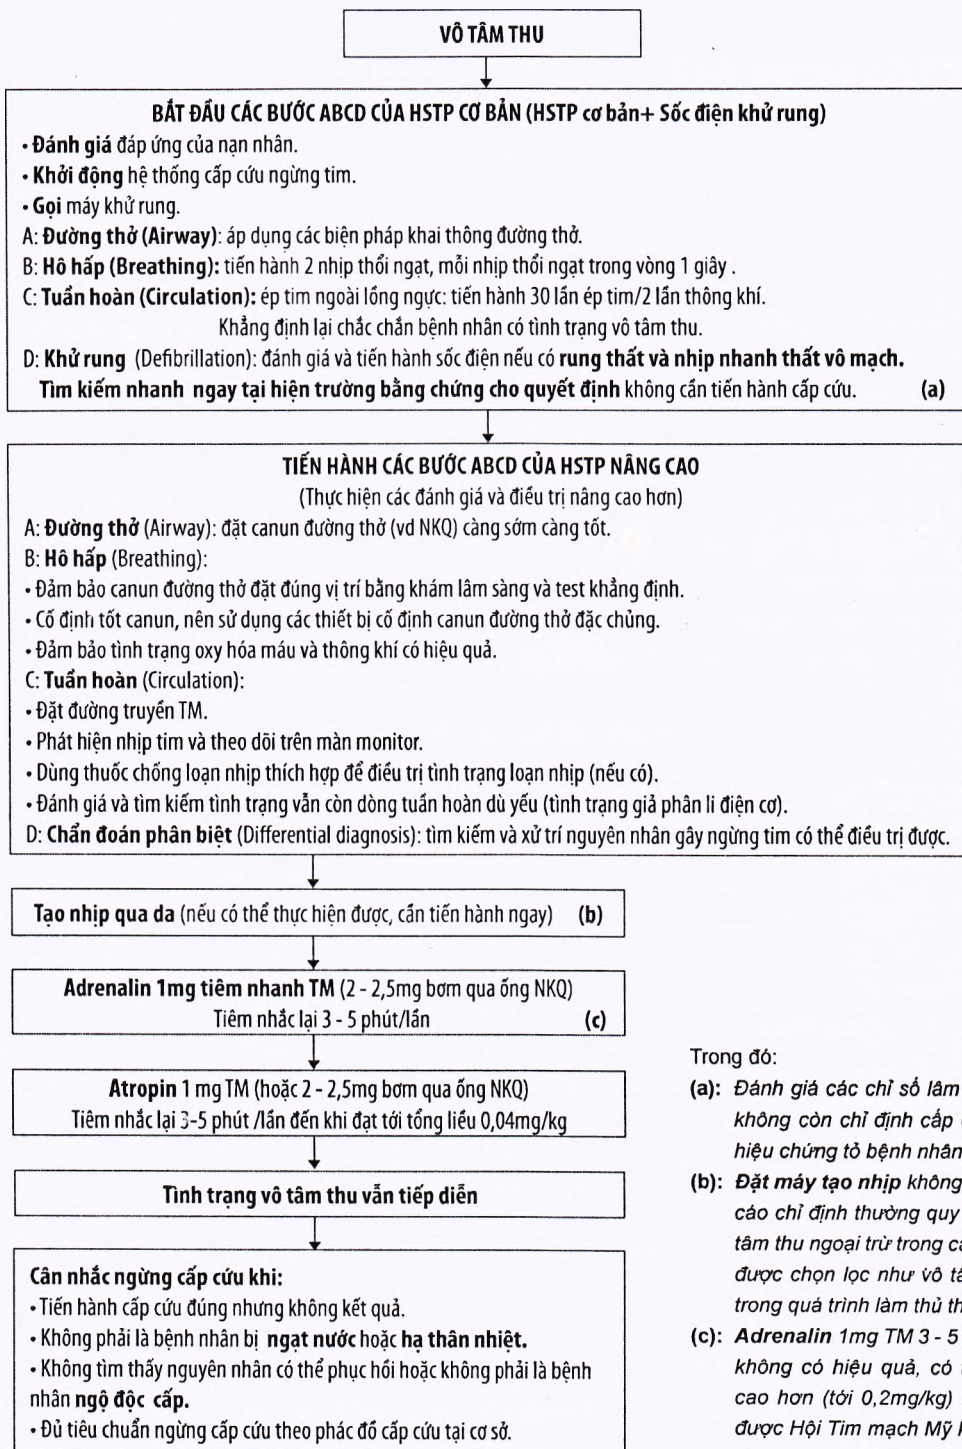 VÔ TÂM THU
BẮT ĐẦU CÁC BƯỚC ABCD CỦA HSTP CƠ BẢN (HSTP cơ bản+ Sốc điện khử rung)
• Đánh giá đáp ứng của nạn nhân.
• Khởi động hệ thống cấp cứu ngừng tim.
• Gọi máy khử rung.
A: Đường thở (Airway): áp dụng các biện pháp khai thông đường thở.
B: Hô hấp (Breathing): tiến hành 2 nhịp thổi ngạt, mỗi nhịp thổi ngạt trong vòng 1 giây .
C: Tuần hoàn (Circulation): ép tim ngoài lồng ngực: tiến hành 30 lần ép tim/2 lần thông khí.
Khẳng định lại chắc chắn bệnh nhân có tình trạng vô tâm thu.
D: Khử rung (Defibrillation): đánh giá và tiến hành sốc điện nếu có rung thất và nhịp nhanh thất vô mạch.
Tìm kiếm nhanh ngay tại hiện trường bằng chứng cho quyết định không cần tiến hành cấp cứu. (a)
TIẾN HÀNH CÁC BƯỚC ABCD CỦA HSTP NÂNG CAO
(Thực hiện các đánh giá và điều trị nâng cao hơn)
A: Đường thở (Airway): đặt canun đường thở (vd NKQ) càng sớm càng tốt.
B: Hô hấp (Breathing):
• Đảm bảo canun đường thở đặt đúng vị trí bằng khám lâm sàng và test khẳng định.
• Cố định tốt canun, nên sử dụng các thiết bị cố định canun đường thở đặc chủng.
• Đảm bảo tình trạng oxy hóa máu và thông khí có hiệu quả.
C: Tuần hoàn (Circulation):
• Đặt đường truyền TM.
• Phát hiện nhịp tim và theo dõi trên màn monitor.
• Dùng thuốc chống loạn nhịp thích hợp để điều trị tình trạng loạn nhịp (nếu có).
• Đánh giá và tìm kiếm tình trạng vẫn còn dòng tuần hoàn dù yếu (tình trạng giả phân li điện cơ).
D: Chẩn đoán phân biệt (Differential diagnosis): tìm kiếm và xử trí nguyên nhân gây ngừng tim có thể điều trị được.
Tạo nhịp qua da (nếu có thể thực hiện được, cần tiến hành ngay) (b)
Adrenalin 1mg tiêm nhanh TM (2 - 2,5mg bơm qua ống NKQ)
Tiêm nhắc lại 3 - 5 phút/lần (c)
Atropin 1 mg TM (hoặc 2 - 2,5mg bơm qua ống NKQ)
Tiêm nhắc lại 3-5 phút /lần đến khi đạt tới tổng liều 0,04mg/kg
Tình trạng vô tâm thu vẫn tiếp diễn
Cân nhắc ngừng cấp cứu khi:
• Tiến hành cấp cứu đúng nhưng không kết quả.
• Không phải là bệnh nhân bị ngạt nước hoặc hạ thân nhiệt.
• Không tìm thấy nguyên nhân có thể phục hồi hoặc không phải là bệnh
nhân ngộ độc cấp.
• Đủ tiêu chuẩn ngừng cấp cứu theo phác đồ cấp cứu tại cơ sở.
Trong đó:
(a): Đánh giá các chỉ số lâm
không còn chỉ định cấp
hiệu chứng tỏ bệnh nhân
(b): Đặt máy tạo nhịp không
cáo chỉ định thường quy
tâm thu ngoại trừ trong
được chọn lọc như vô
trong quá trình làm thủ
(c): Adrenalin 1mg TM 3 - 5
không có hiệu quả, có
cao hơn (tới 0,2mg/kg)
được Hội Tim mạch Mỹ